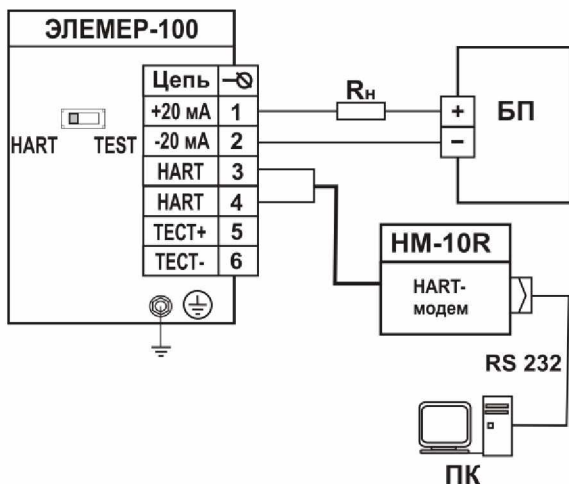 ЭЛЕМЕР-100
Цепь
+20 мА 1
-20 мА 2
HART 3
HART 4
ТЕСТ+ 5
ТЕСТ- 6
HART TEST
Rн
+
−
БП
HM-10R
HART-
модем
RS 232
ПК